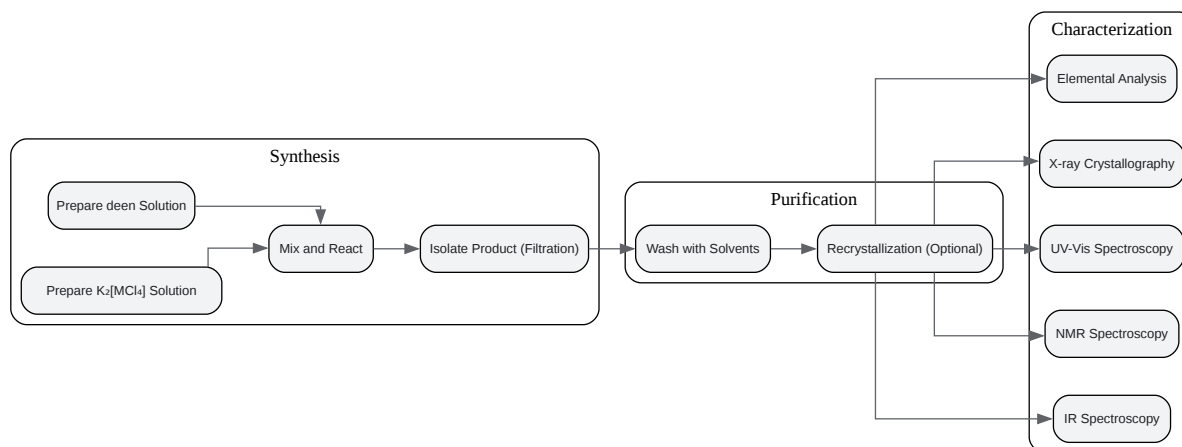 Synthesis
Prepare deen Solution
Prepare K₂[MCl₄] Solution
Mix and React
Isolate Product (Filtration)
Purification
Wash with Solvents
Recrystallization (Optional)
Characterization
Elemental Analysis
X-ray Crystallography
UV-Vis Spectroscopy
NMR Spectroscopy
IR Spectroscopy